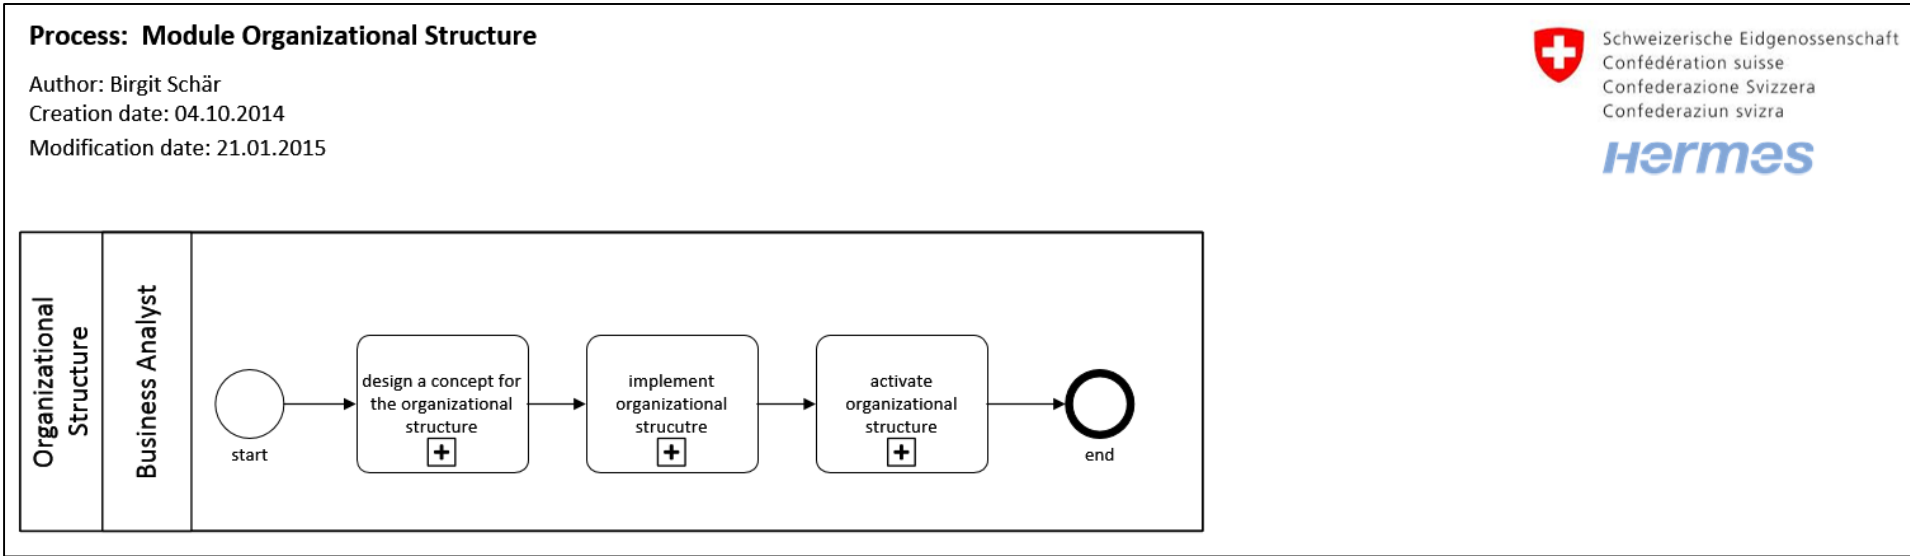 Process:  Module Organizational Structure
Author: Birgit Schär
Creation date: 04.10.2014
Modification date: 21.01.2015
Schweizerische Eidgenossenschaft
Confédération suisse
Confederazione Svizzera
Confederaziun svizra
Hermes
Organizational
Structure
Business Analyst
start
design a concept for
the organizational
structure
implement
organizational
strucutre
activate
organizational
structure
end